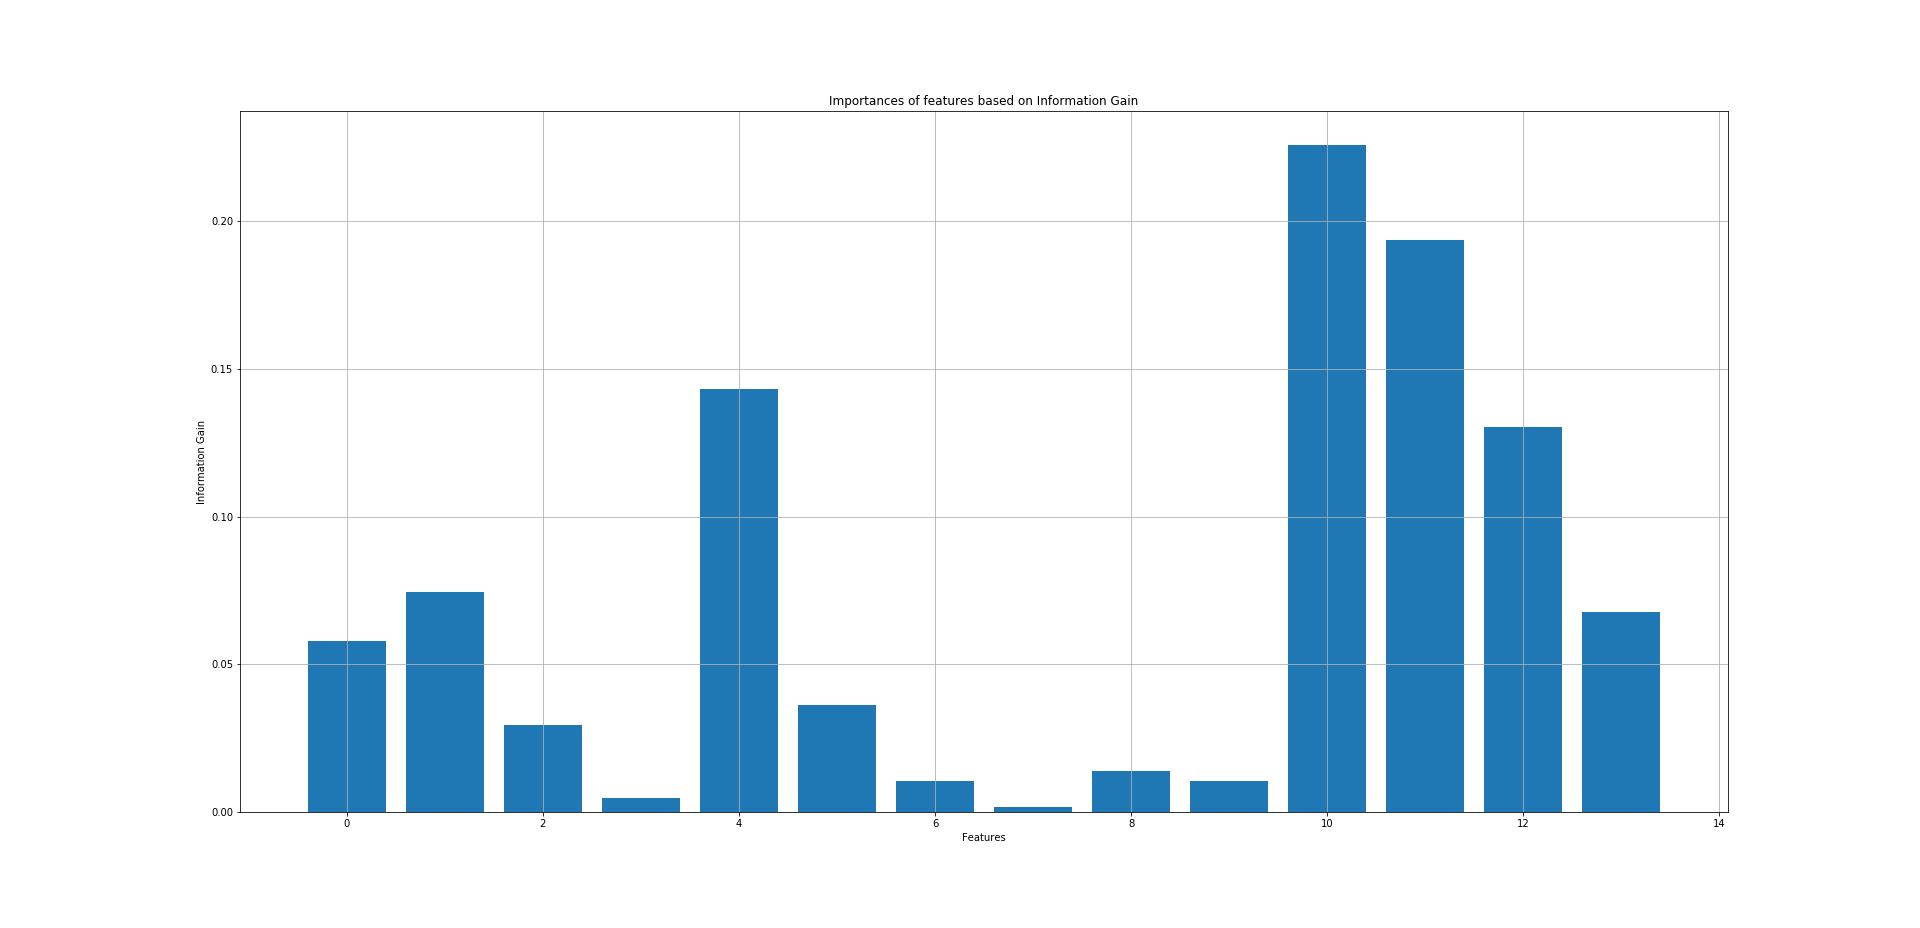 Importances of features based on Information Gain
0.20
0.15
0.10
0.05
0.00
Information Gain
0 2 4 6 8 10 12 14
Features